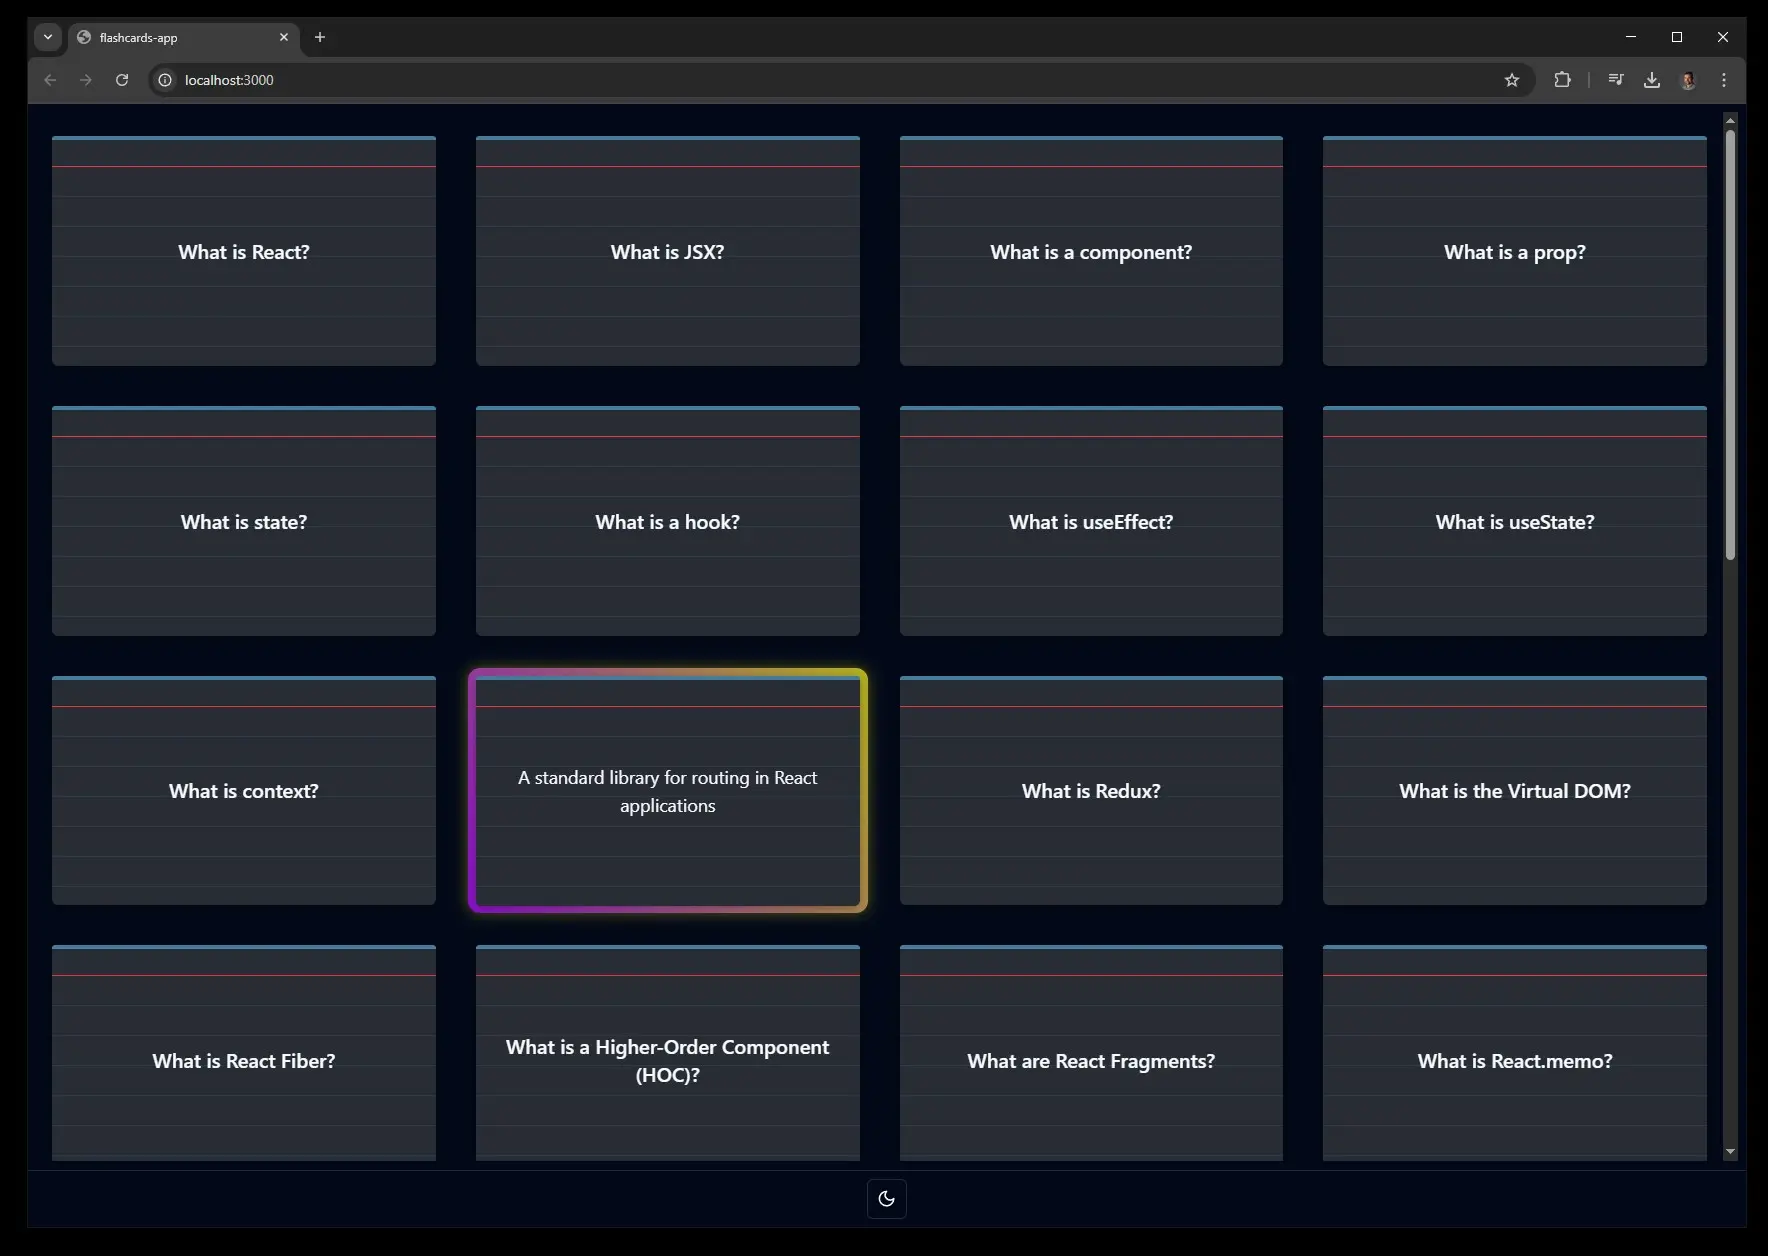 flashcards-app
localhost:3000
What is React?
What is JSX?
What is a component?
What is a prop?
What is state?
What is a hook?
What is useEffect?
What is useState?
What is context?
A standard library for routing in React
applications
What is Redux?
What is the Virtual DOM?
What is React Fiber?
What is a Higher-Order Component
(HOC)?
What are React Fragments?
What is React.memo?